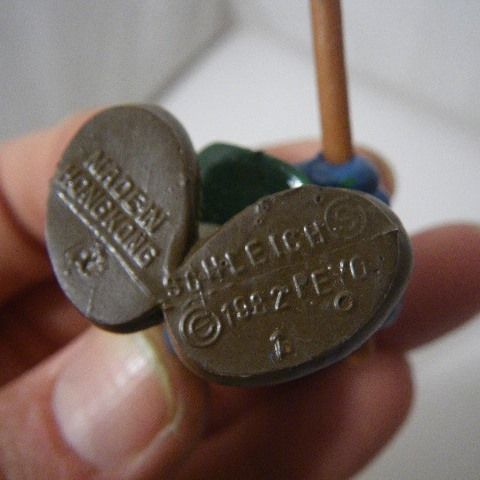 MADE IN
HONGKONG
SCHLEICH Ⓢ
© 1982 PEYO